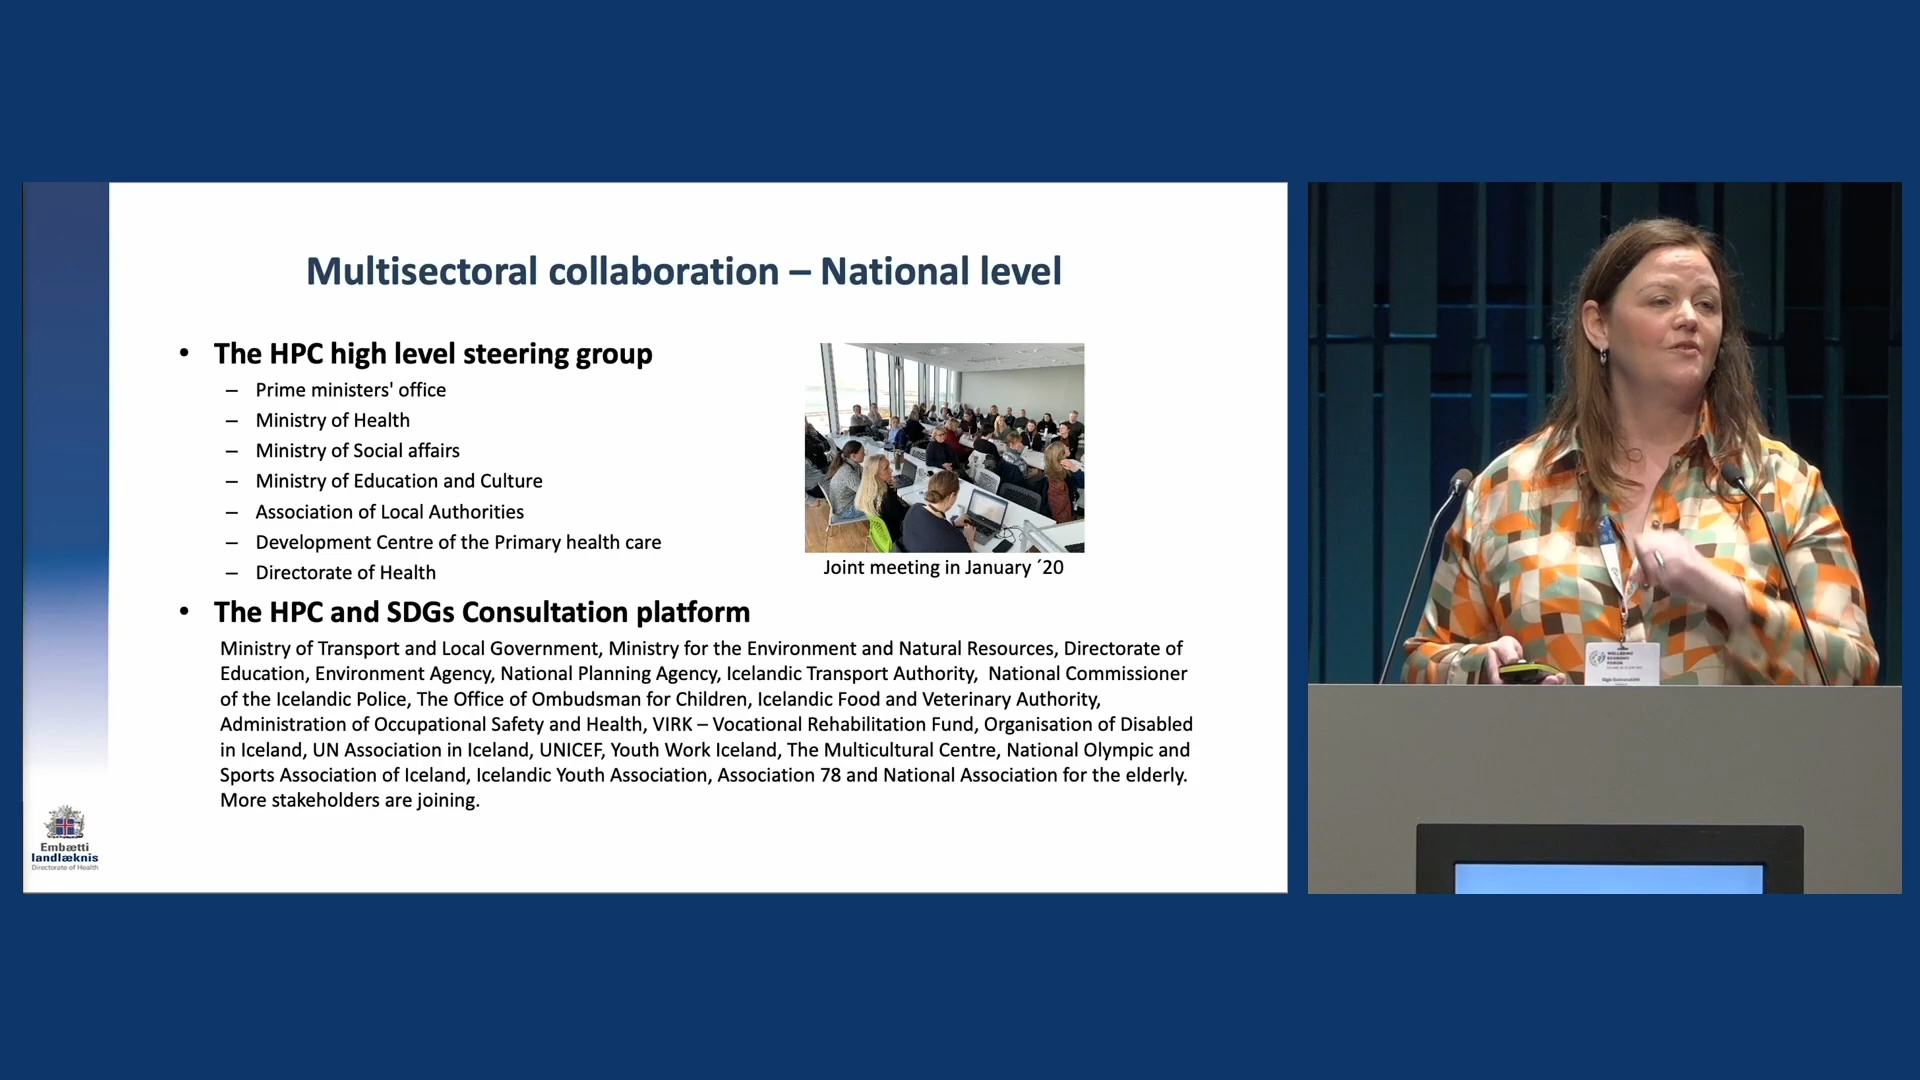 Multisectoral collaboration – National level
• The HPC high level steering group
– Prime ministers' office
– Ministry of Health
– Ministry of Social affairs
– Ministry of Education and Culture
– Association of Local Authorities
– Development Centre of the Primary health care
– Directorate of Health
Joint meeting in January ´20
• The HPC and SDGs Consultation platform
Ministry of Transport and Local Government, Ministry for the Environment and Natural Resources, Directorate of
Education, Environment Agency, National Planning Agency, Icelandic Transport Authority, National Commissioner
of the Icelandic Police, The Office of Ombudsman for Children, Icelandic Food and Veterinary Authority,
Administration of Occupational Safety and Health, VIRK – Vocational Rehabilitation Fund, Organisation of Disabled
in Iceland, UN Association in Iceland, UNICEF, Youth Work Iceland, The Multicultural Centre, National Olympic and
Sports Association of Iceland, Icelandic Youth Association, Association 78 and National Association for the elderly.
More stakeholders are joining.
Embætti
landlæknis
Directorate of Health
WELLBEING
ECONOMY
FORUM